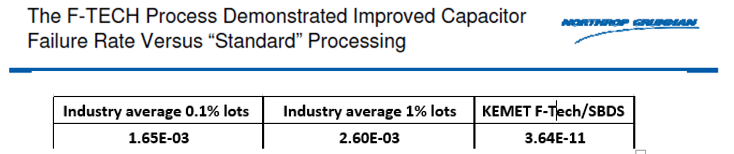 The F-TECH Process Demonstrated Improved Capacitor
Failure Rate Versus “Standard” Processing
NORTHROP GRUMMAN
Industry average 0.1% lots Industry average 1% lots KEMET F-Tech/SBDS
1.65E-03 2.60E-03 3.64E-11